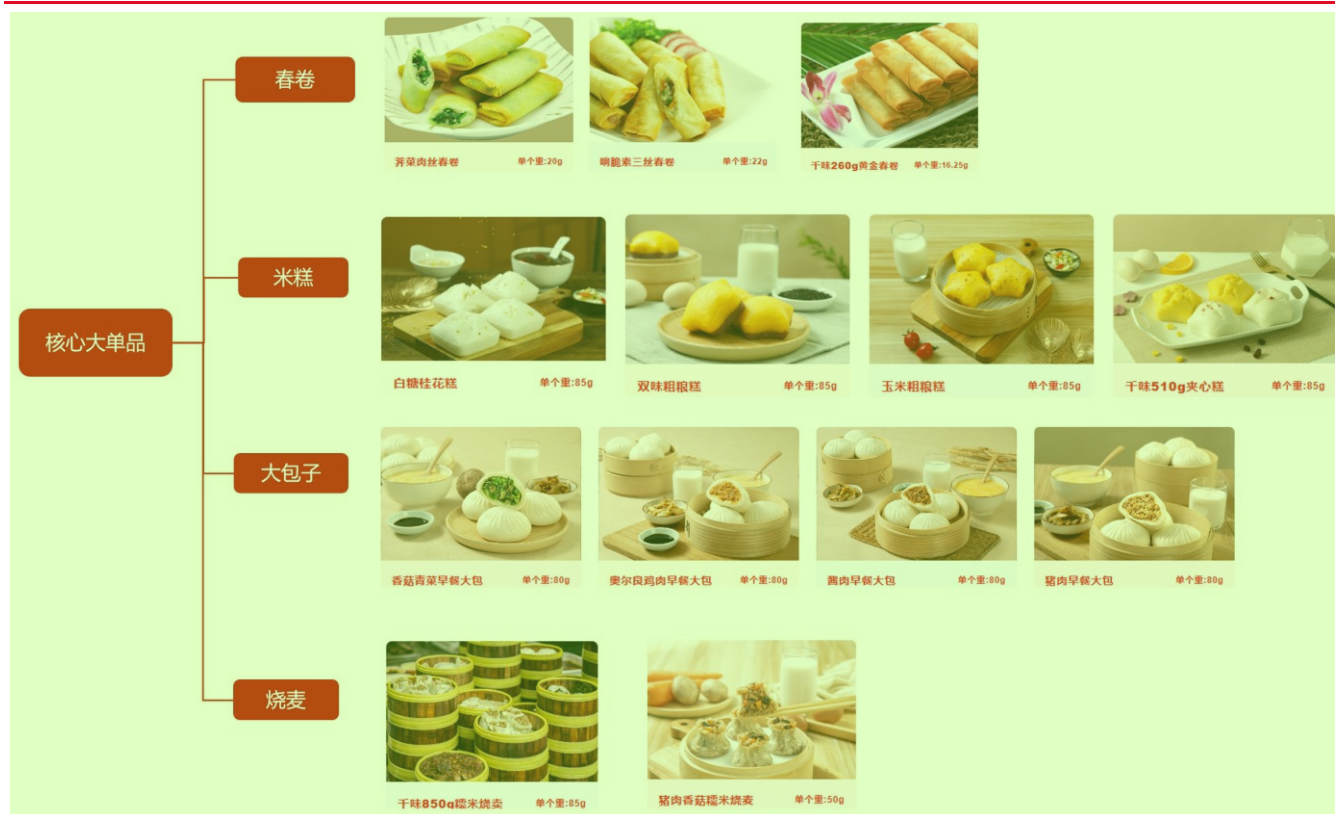 春卷
荠菜肉丝春卷 单个重:20g
嘣脆素三丝春卷 单个重:22g
千味260g黄金春卷 单个重:16.25g
米糕
白糖桂花糕 单个重:85g
双味粗粮糕 单个重:85g
玉米粗粮糕 单个重:85g
千味510g夹心糕 单个重:85g
核心大单品
大包子
香菇青菜早餐大包 单个重:80g
奥尔良鸡肉早餐大包 单个重:80g
酱肉早餐大包 单个重:80g
猪肉早餐大包 单个重:80g
烧麦
千味850g糯米烧卖 单个重:85g
猪肉香菇糯米烧麦 单个重:50g